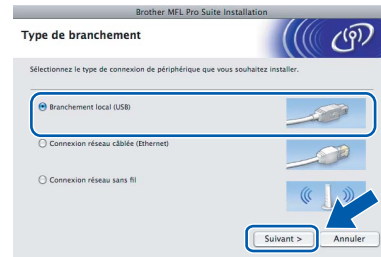 Brother MFL Pro Suite Installation
Type de branchement
Sélectionnez le type de connexion de périphérique que vous souhaitez installer.
Branchement local (USB)
Connexion réseau câblée (Ethernet)
Connexion réseau sans fil
Suivant >
Annuler